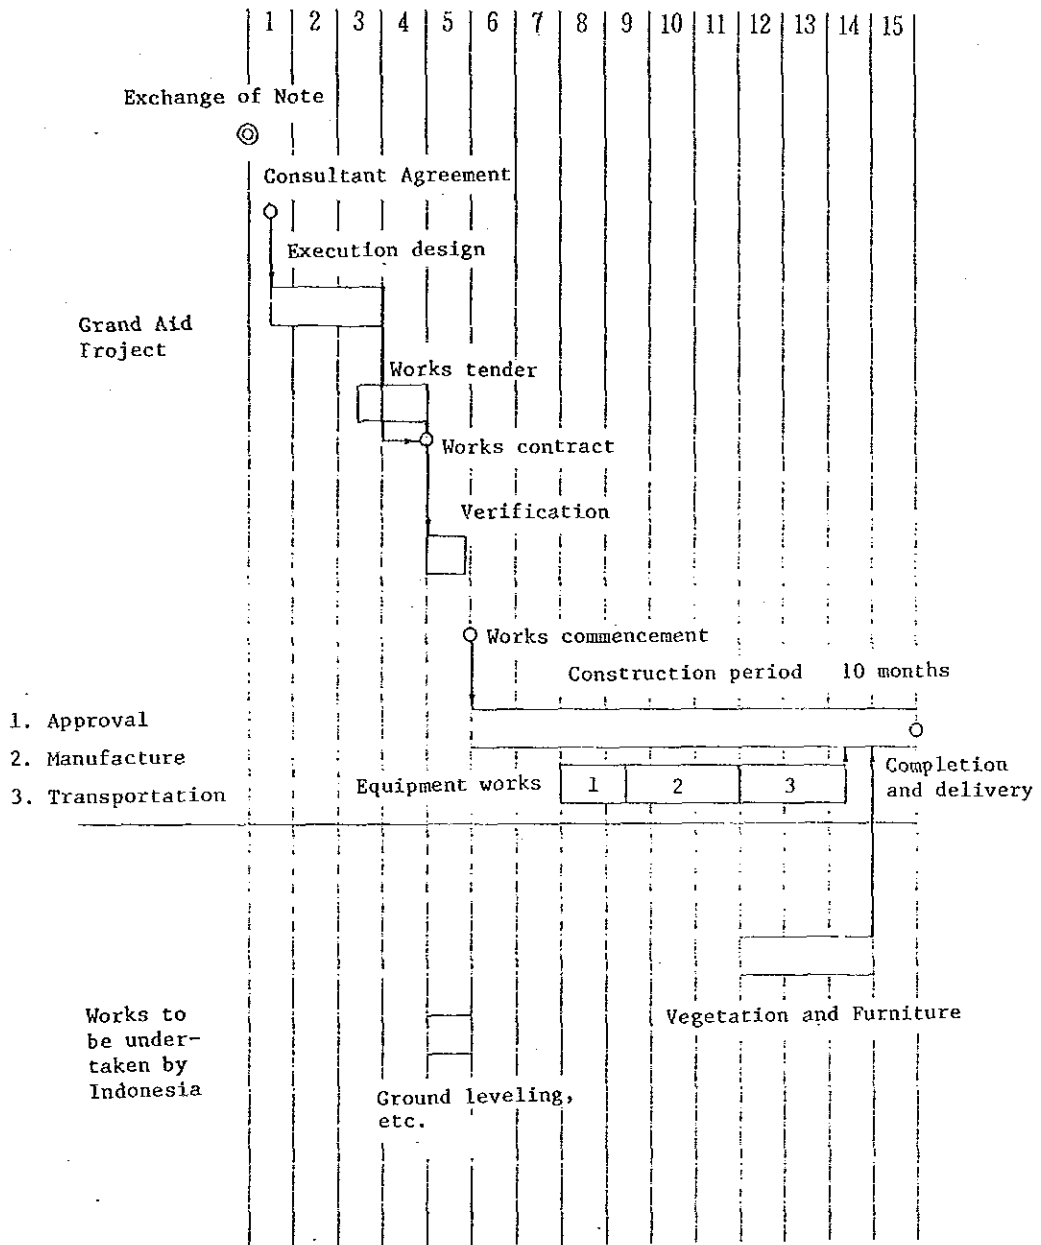 1 2 3 4 5 6 7 8 9 10 11 12 13 14 15
Exchange of Note
Consultant Agreement
Execution design
Grand Aid
Troject
Works tender
Works contract
Verification
Works commencement
Construction period 10 months
1. Approval
2. Manufacture
3. Transportation
Equipment works
1 2 3
Completion
and delivery
Vegetation and Furniture
Works to
be under-
taken by
Indonesia
Ground leveling,
etc.